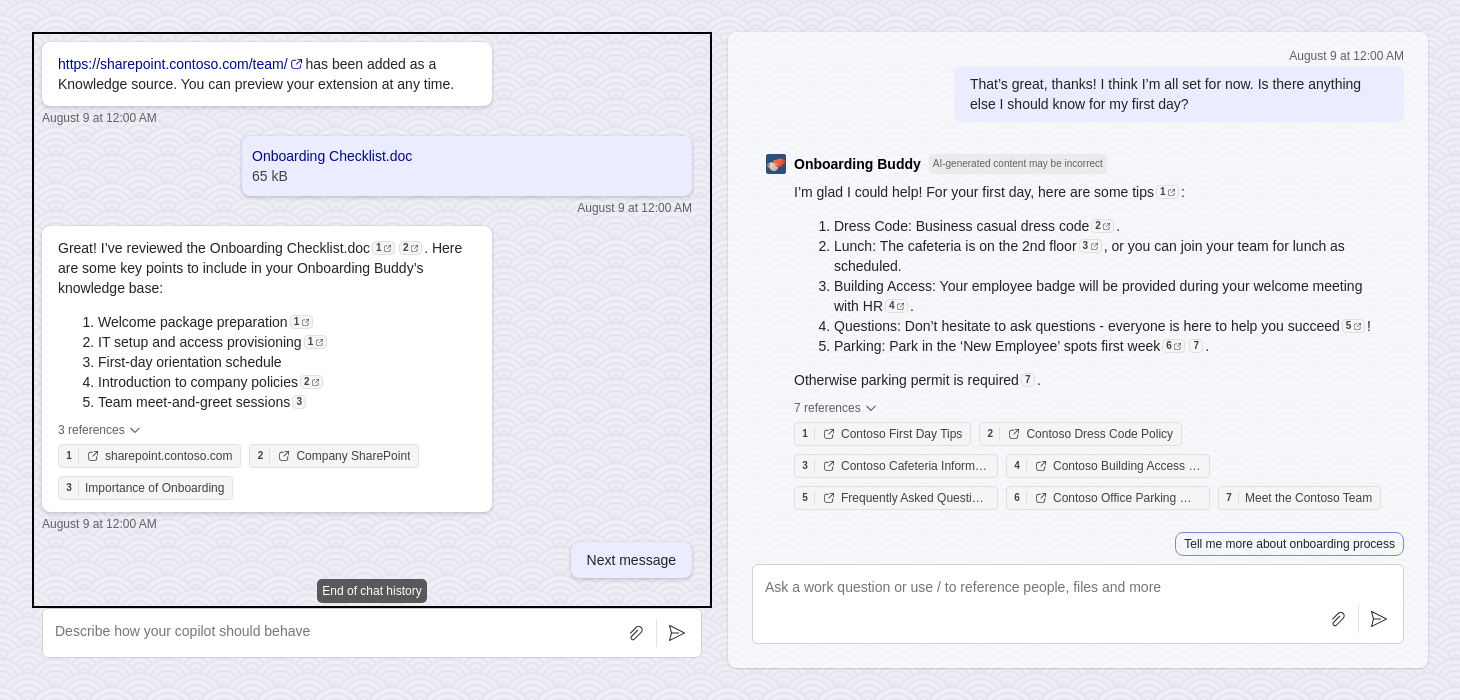 https://sharepoint.contoso.com/team/ has been added as a
Knowledge source. You can preview your extension at any time.
August 9 at 12:00 AM
Onboarding Checklist.doc
65 kB
August 9 at 12:00 AM
Great! I’ve reviewed the Onboarding Checklist.doc 1 2 . Here
are some key points to include in your Onboarding Buddy’s
knowledge base:
1. Welcome package preparation 1
2. IT setup and access provisioning 1
3. First-day orientation schedule
4. Introduction to company policies 2
5. Team meet-and-greet sessions 3
3 references
1 sharepoint.contoso.com 2 Company SharePoint
3 Importance of Onboarding
August 9 at 12:00 AM
Next message
End of chat history
Describe how your copilot should behave
August 9 at 12:00 AM
That’s great, thanks! I think I’m all set for now. Is there anything
else I should know for my first day?
Onboarding Buddy AI-generated content may be incorrect
I’m glad I could help! For your first day, here are some tips 1 :
1. Dress Code: Business casual dress code 2 .
2. Lunch: The cafeteria is on the 2nd floor 3 , or you can join your team for lunch as
scheduled.
3. Building Access: Your employee badge will be provided during your welcome meeting
with HR 4 .
4. Questions: Don’t hesitate to ask questions - everyone is here to help you succeed 5 !
5. Parking: Park in the ‘New Employee’ spots first week 6 7 .
Otherwise parking permit is required 7 .
7 references
1 Contoso First Day Tips 2 Contoso Dress Code Policy
3 Contoso Cafeteria Inform… 4 Contoso Building Access …
5 Frequently Asked Questi… 6 Contoso Office Parking … 7 Meet the Contoso Team
Tell me more about onboarding process
Ask a work question or use / to reference people, files and more